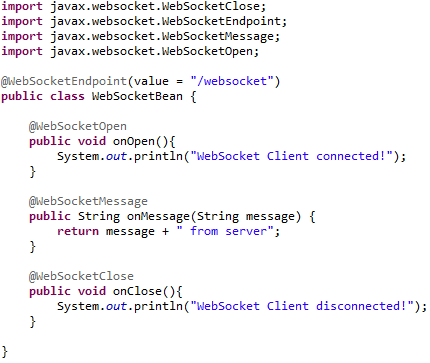 import javax.websocket.WebSocketClose;
import javax.websocket.WebSocketEndpoint;
import javax.websocket.WebSocketMessage;
import javax.websocket.WebSocketOpen;

@WebSocketEndpoint(value = "/websocket")
public class WebSocketBean {

    @WebSocketOpen
    public void onOpen(){
        System.out.println("WebSocket Client connected!");
    }

    @WebSocketMessage
    public String onMessage(String message) {
        return message + " from server";
    }

    @WebSocketClose
    public void onClose(){
        System.out.println("WebSocket Client disconnected!");
    }

}